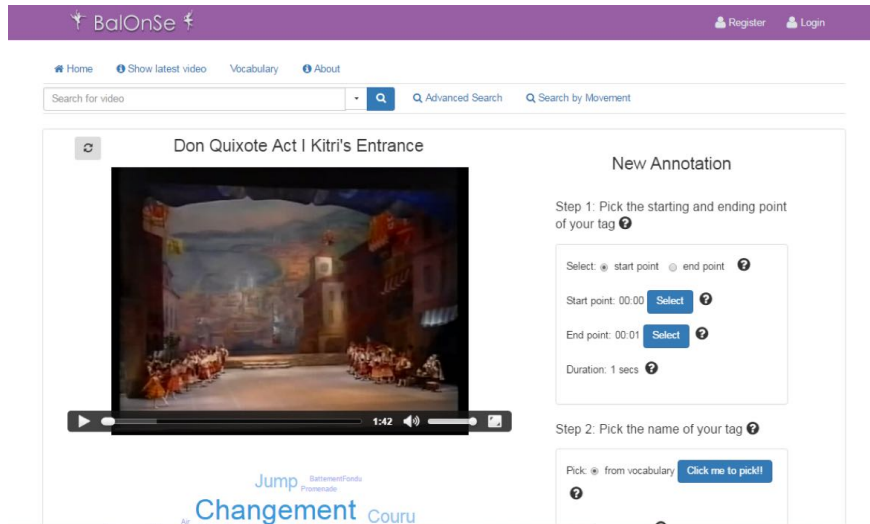 BalOnSe
Register Login
Home Show latest video Vocabulary About
Search for video
Advanced Search Search by Movement
Don Quixote Act I Kitri's Entrance
New Annotation
Step 1: Pick the starting and ending point
of your tag
Select: start point end point
Start point: 00:00 Select
End point: 00:01 Select
Duration: 1 secs
1:42
Step 2: Pick the name of your tag
Pick: from vocabulary Click me to pick!!
Jump BattementFondu
Promenade
Air Changement Couru